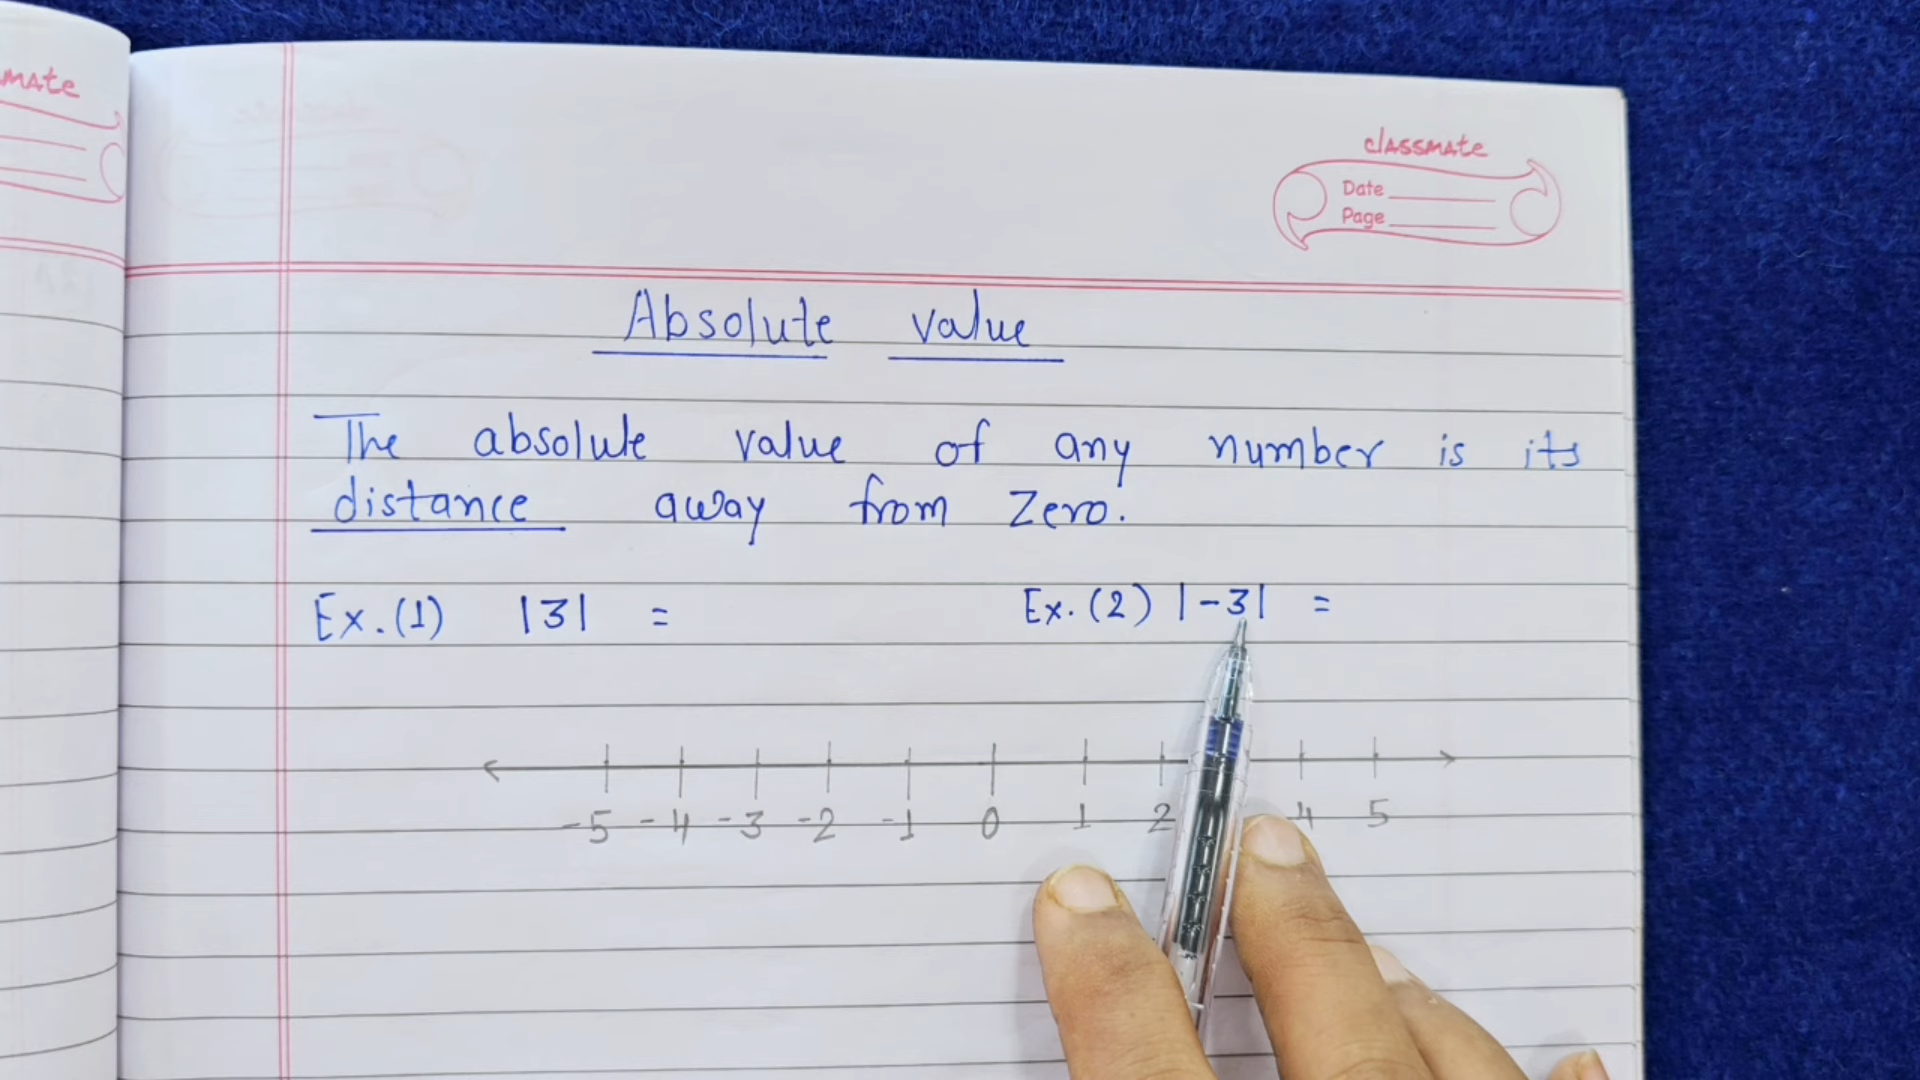 mate
classmate
Date
Page
Absolute value
The absolute value of any number is its
distance away from Zero.
Ex.(1) |3| = Ex.(2) |-3| =
-5 -4 -3 -2 -1 0 1 2 4 5